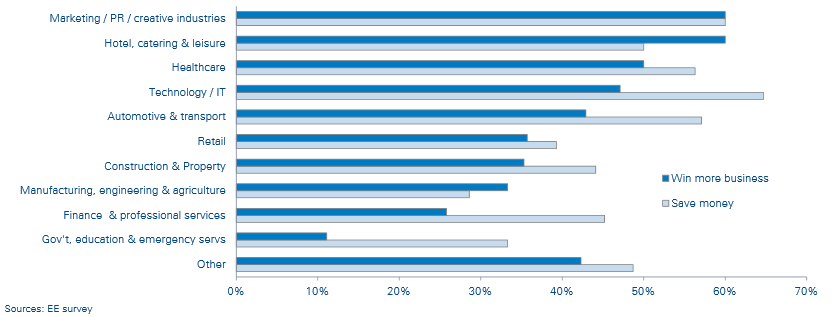 Marketing / PR / creative industries
Hotel, catering & leisure
Healthcare
Technology / IT
Automotive & transport
Retail
Construction & Property
Manufacturing, engineering & agriculture
Finance & professional services
Gov't, education & emergency servs
Other
Win more business
Save money
0% 10% 20% 30% 40% 50% 60% 70%
Sources: EE survey